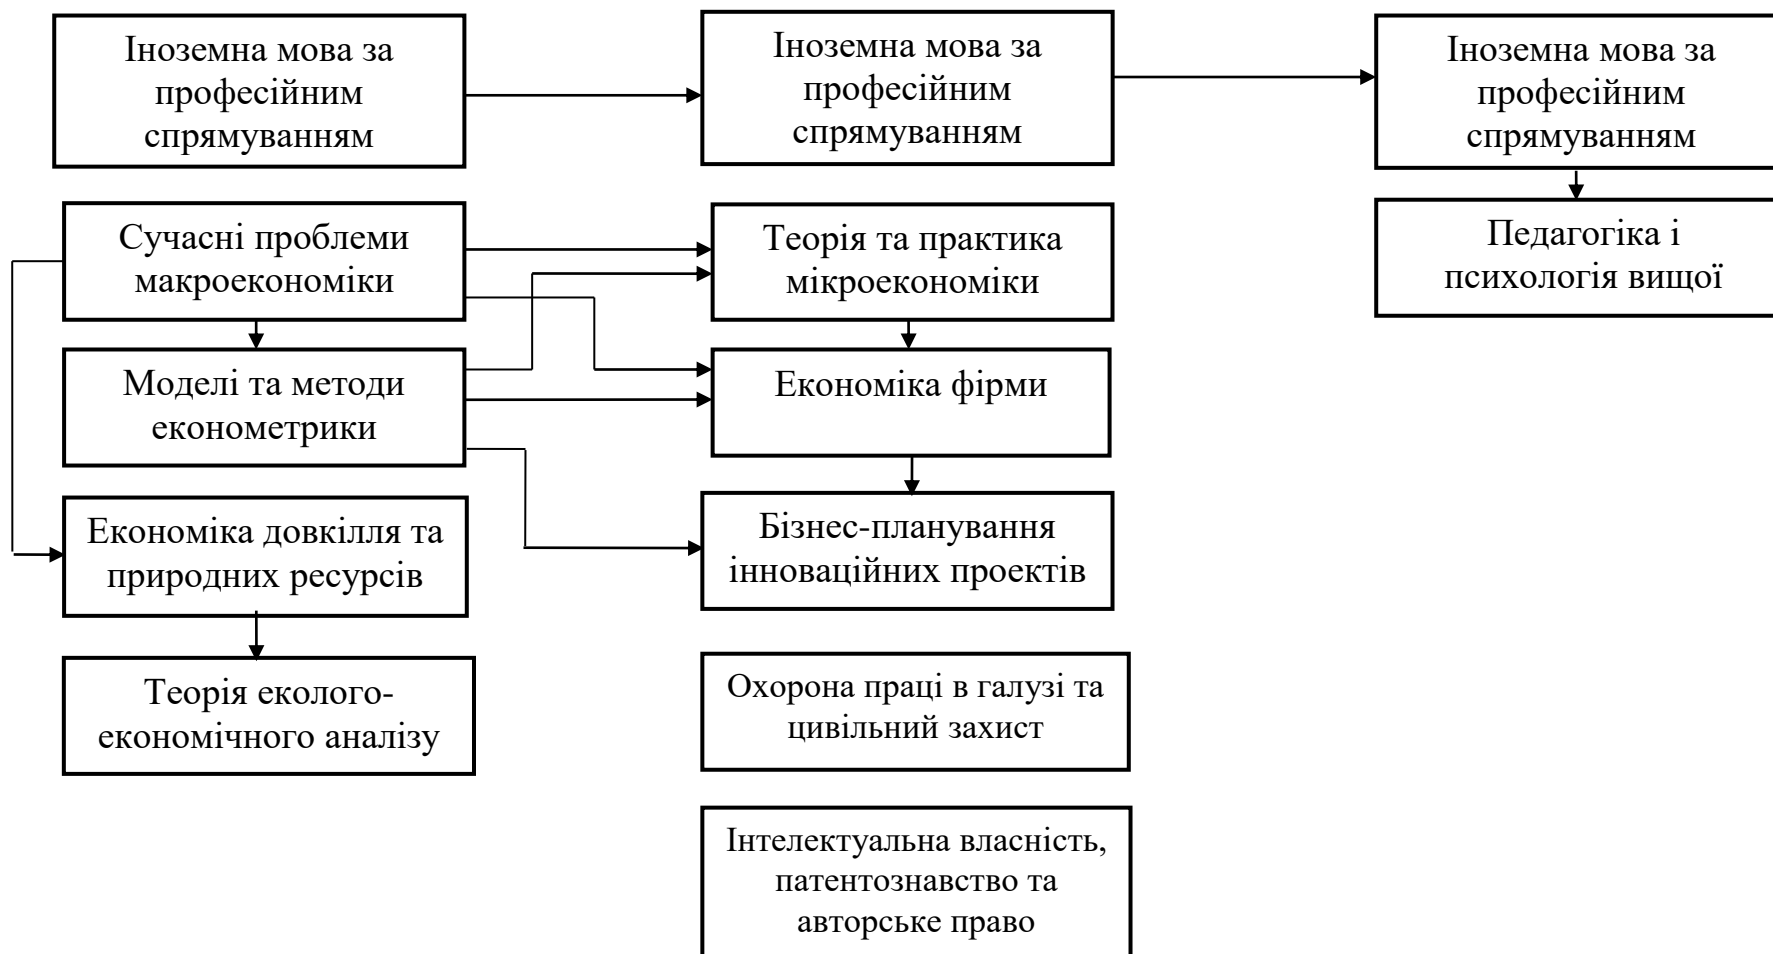 Іноземна мова за
професійним
спрямуванням
Іноземна мова за
професійним
спрямуванням
Іноземна мова за
професійним
спрямуванням
Сучасні проблеми
макроекономіки
Теорія та практика
мікроекономіки
Педагогіка і
психологія вищої
Моделі та методи
економетрики
Економіка фірми
Економіка довкілля та
природних ресурсів
Бізнес-планування
інноваційних проектів
Теорія еколого-
економічного аналізу
Охорона праці в галузі та
цивільний захист
Інтелектуальна власність,
патентознавство та
авторське право